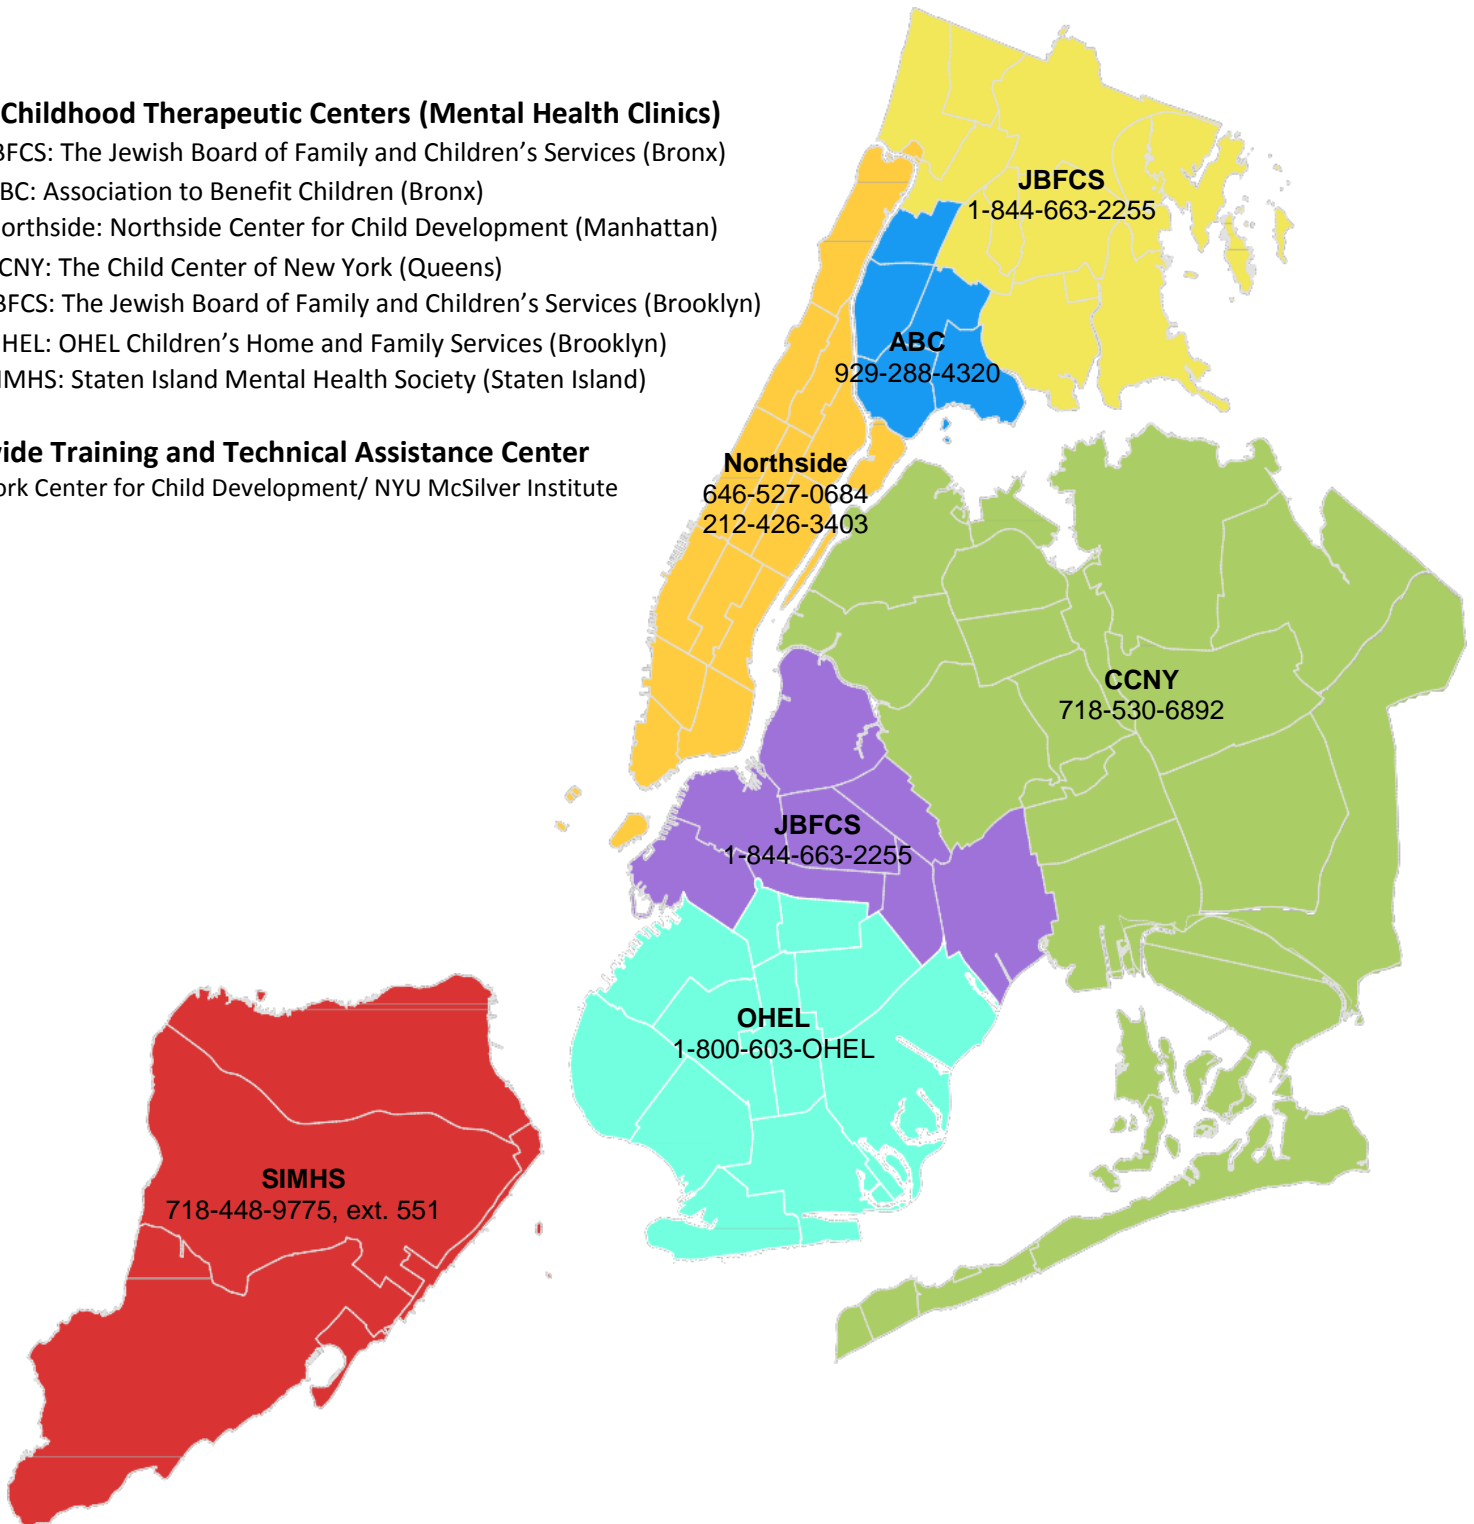 Childhood Therapeutic Centers (Mental Health Clinics)
BFCS: The Jewish Board of Family and Children's Services (Bronx)
BC: Association to Benefit Children (Bronx)
orthside: Northside Center for Child Development (Manhattan)
CNY: The Child Center of New York (Queens)
BFCS: The Jewish Board of Family and Children's Services (Brooklyn)
HEL: OHEL Children's Home and Family Services (Brooklyn)
IMHS: Staten Island Mental Health Society (Staten Island)
wide Training and Technical Assistance Center
ork Center for Child Development/ NYU McSilver Institute
JBFCS
1-844-663-2255
ABC
929-288-4320
Northside
646-527-0684
212-426-3403
CCNY
718-530-6892
JBFCS
1-844-663-2255
OHEL
1-800-603-OHEL
SIMHS
718-448-9775, ext. 551